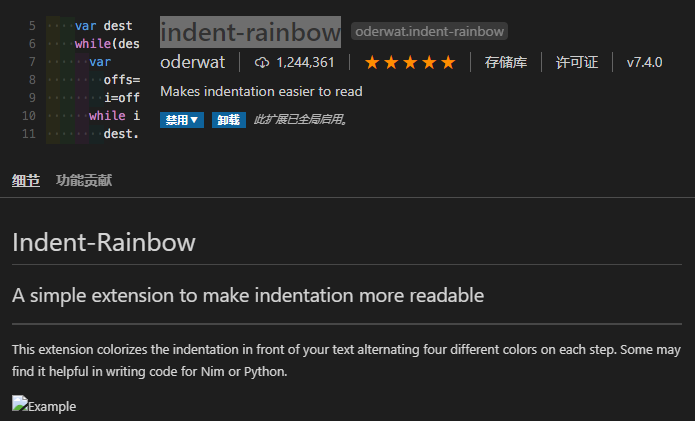 5 var dest
6 while(des
7 var
8 offs=
9 i=off
10 while i
11 dest.
indent-rainbow oderwat.indent-rainbow
oderwat 1,244,361 ★★★★★ 存储库 许可证 v7.4.0
Makes indentation easier to read
禁用▼ 卸载 此扩展已全局启用。
细节 功能贡献
Indent-Rainbow
A simple extension to make indentation more readable
This extension colorizes the indentation in front of your text alternating four different colors on each step. Some may
find it helpful in writing code for Nim or Python.
Example